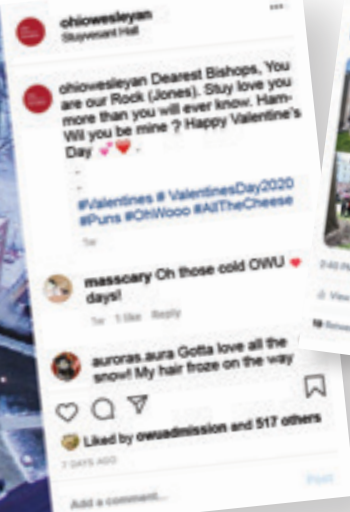 ohiowesleyan
Stuyvesant Hall
ohiowesleyan Dearest Bishops, You
are our Rock (Jones). Stuy love you
more than you will ever know. Ham-
Wil you be mine ? Happy Valentine's
Day 💕❤️ .
.
.
#Valentines # ValentinesDay2020
#Puns #OhWooo #AllTheCheese
masscary Oh those cold OWU ❤️
days!
1 like Reply
auroras.aura Gotta love all the
snow! My hair froze on the way
Liked by owuadmission and 517 others
7 DAYS AGO
Add a comment...
Post
View